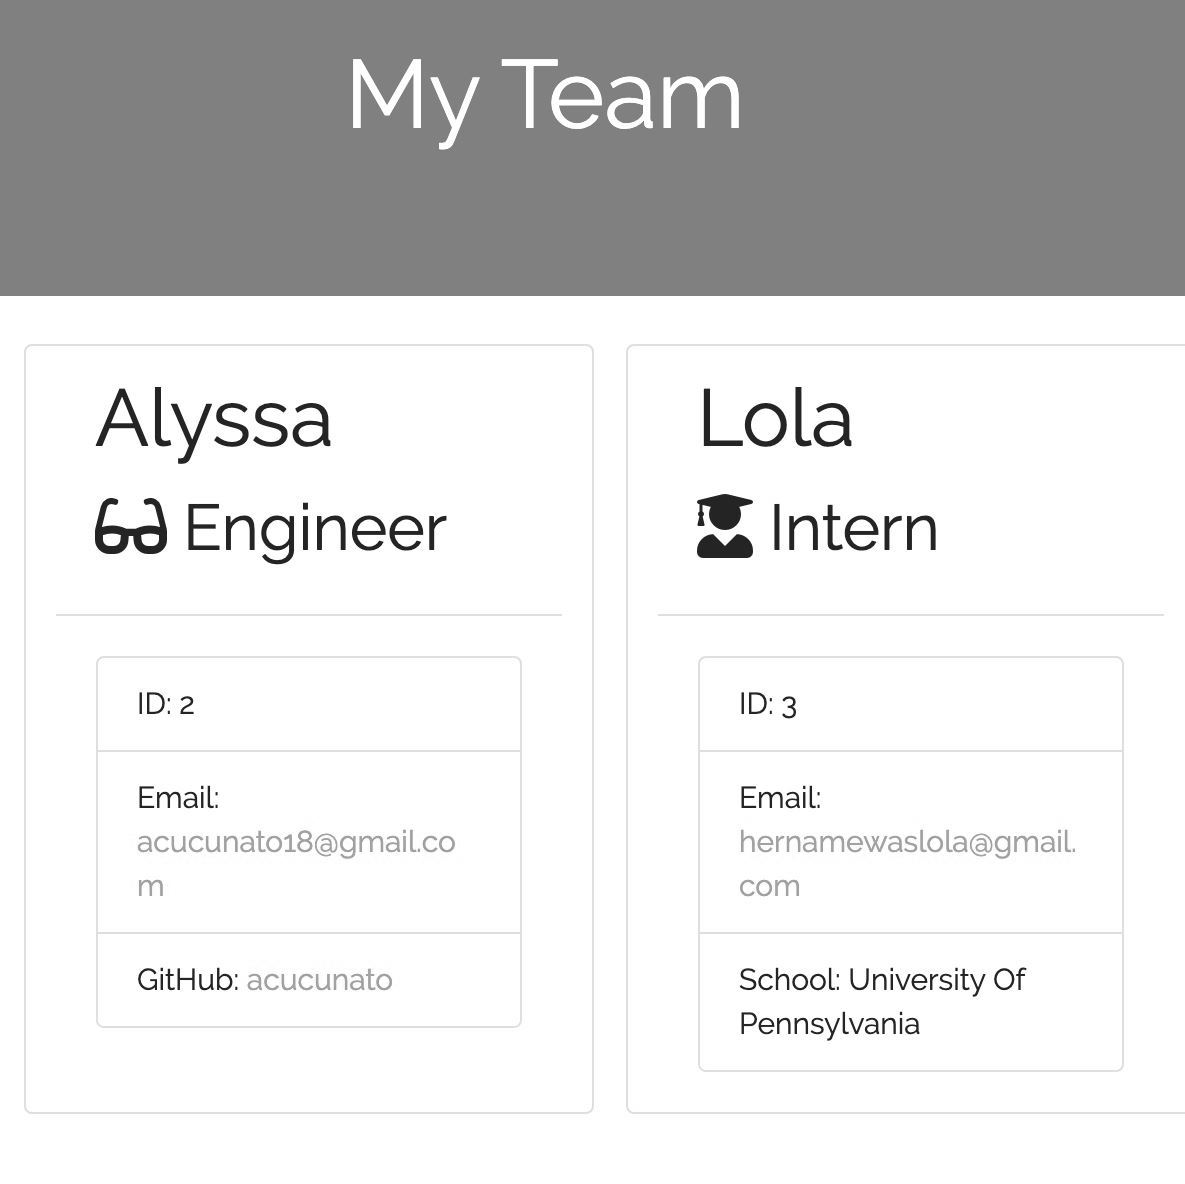 My Team
Alyssa
Engineer
ID: 2
Email:
acucunato18@gmail.co
m
GitHub: acucunato
Lola
Intern
ID: 3
Email:
hernamewaslola@gmail.
com
School: University Of
Pennsylvania